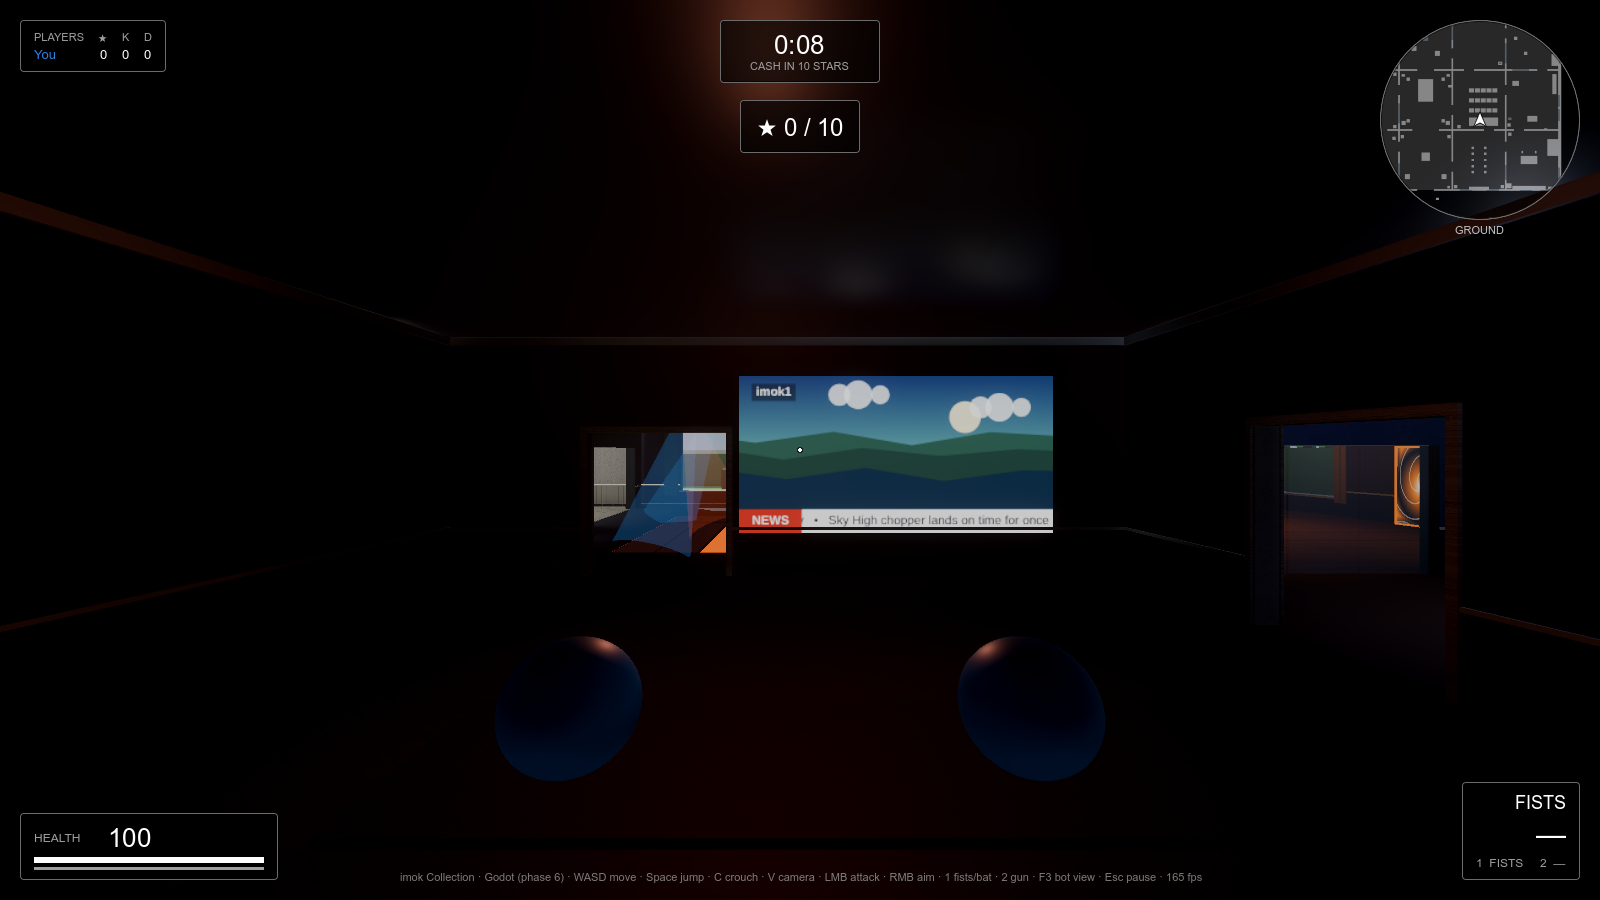 PLAYERS ★ K D
You 0 0 0
0:08
CASH IN 10 STARS
★ 0 / 10
GROUND
imok1
NEWS • Sky High chopper lands on time for once
HEALTH 100
FISTS
—
1 FISTS 2 —
imok Collection · Godot (phase 6) · WASD move · Space jump · C crouch · V camera · LMB attack · RMB aim · 1 fists/bat · 2 gun · F3 bot view · Esc pause · 165 fps